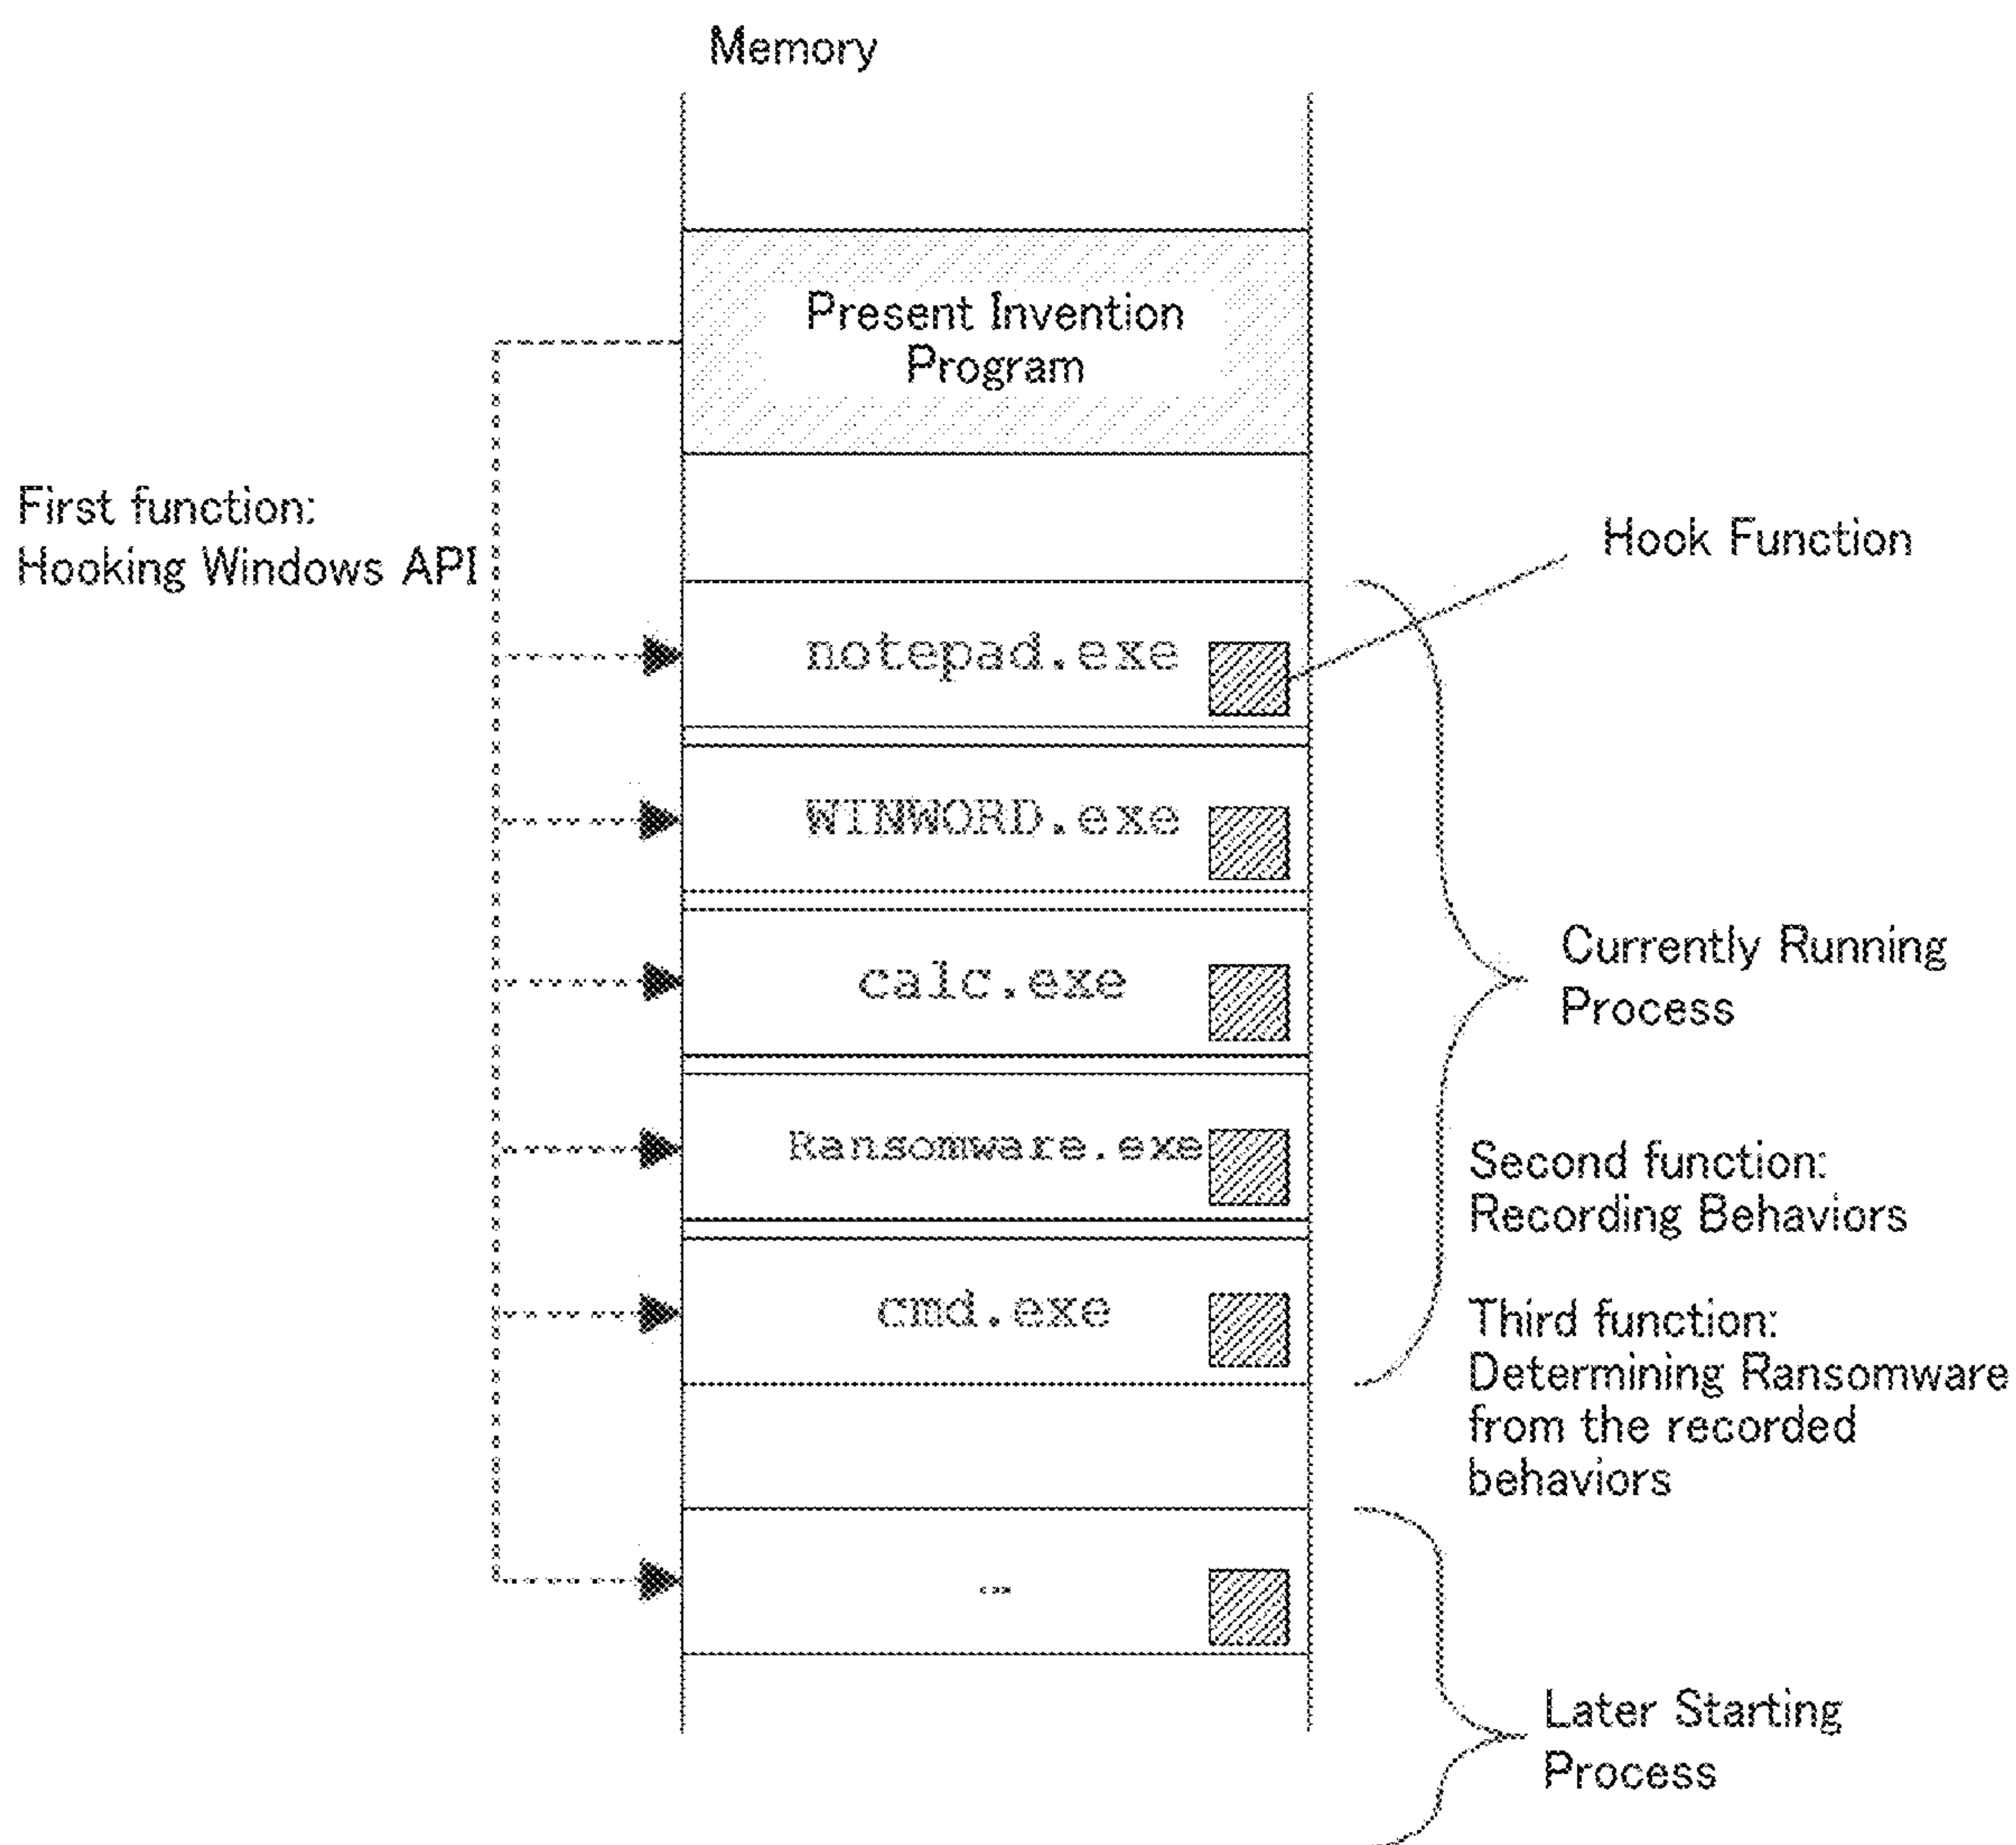 Memory
Present Invention
Program
First function:
Hooking Windows API
Hook Function
notepad.exe
WINWORD.exe
calc.exe
Currently Running
Process
Ransomware.exe
Second function:
Recording Behaviors
cmd.exe
Third function:
Determining Ransomware
from the recorded
behaviors
...
Later Starting
Process